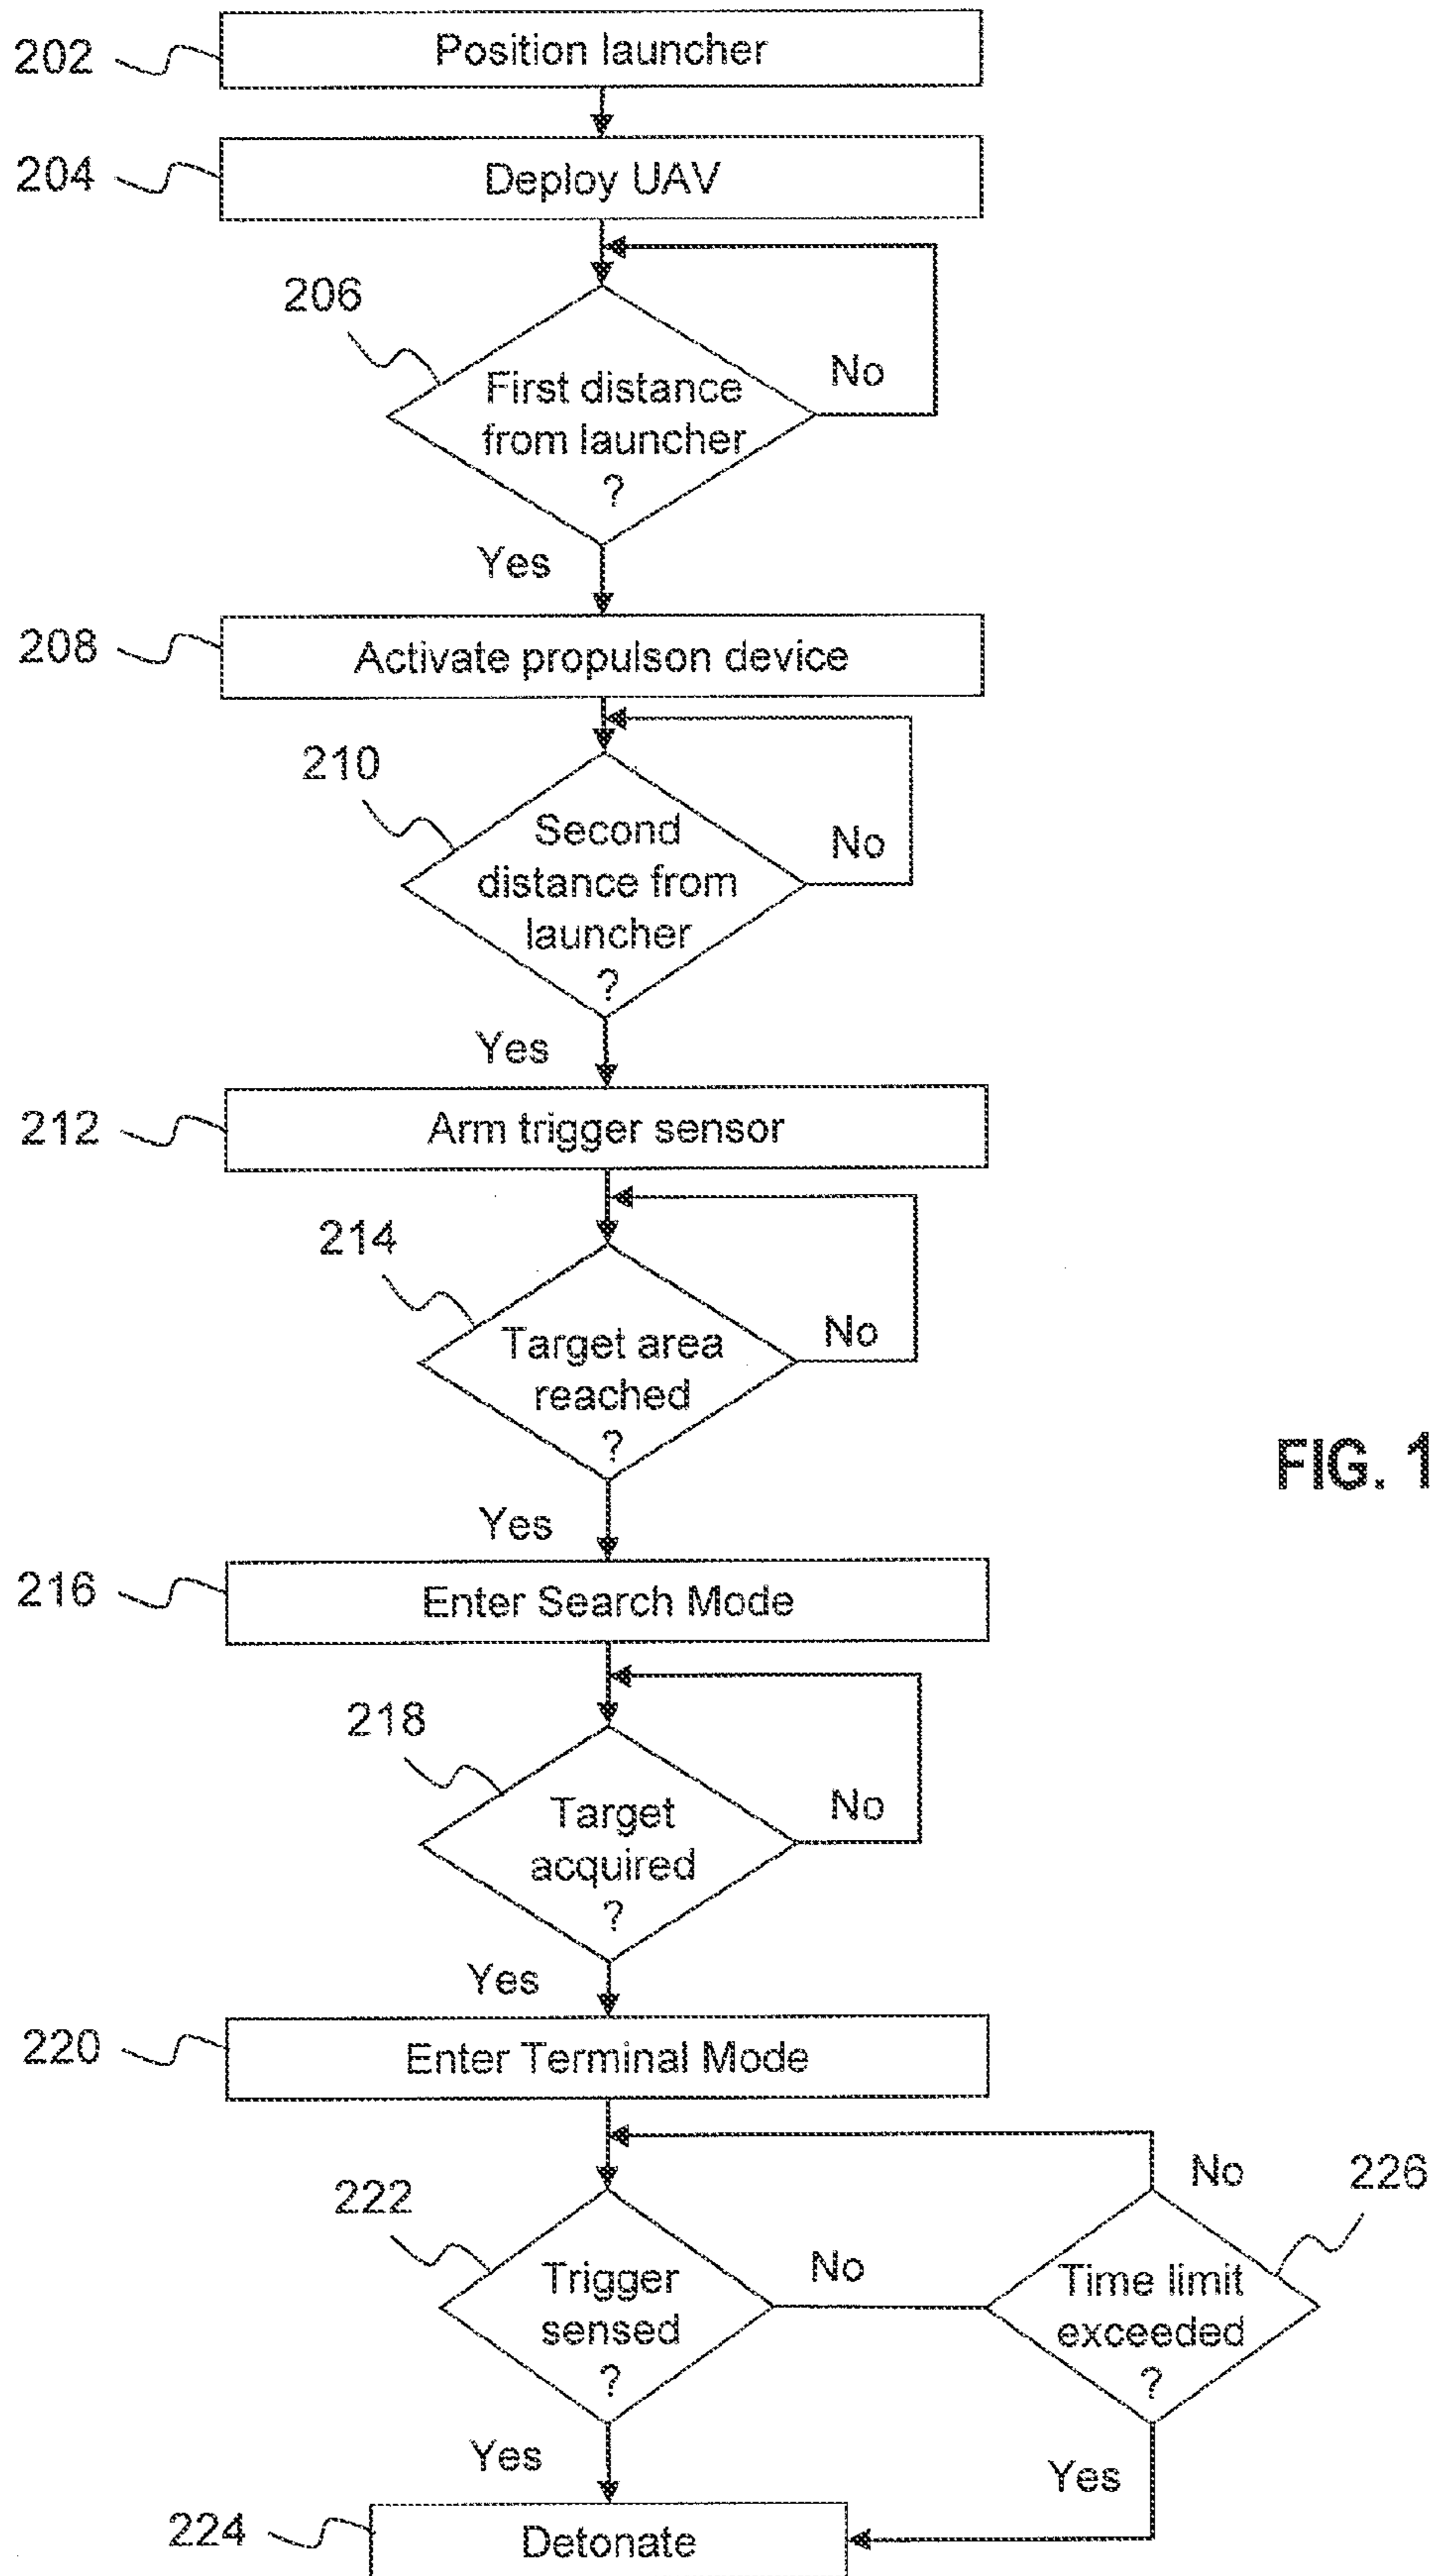 202
Position launcher
204
Deploy UAV
206
First distance
from launcher
?
No
Yes
208
Activate propulson device
210
Second
distance from
launcher
?
No
Yes
212
Arm trigger sensor
214
Target area
reached
?
No
FIG. 1
Yes
216
Enter Search Mode
218
Target
acquired
?
No
Yes
220
Enter Terminal Mode
222
Trigger
sensed
?
No
226
No
Time limit
exceeded
?
Yes
Yes
224
Detonate